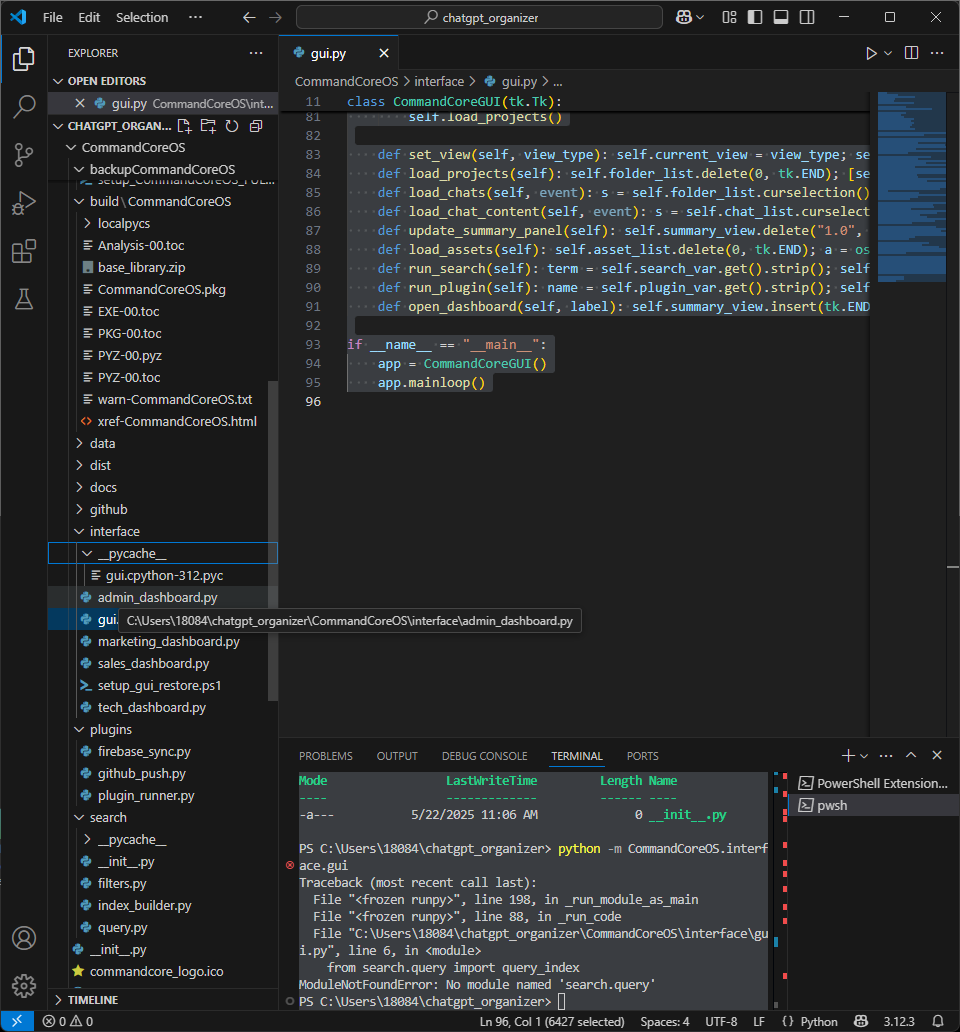 File Edit Selection ··· chatgpt_organizer
EXPLORER ···
OPEN EDITORS
gui.py CommandCoreOS\int...
CHATGPT_ORGAN...
CommandCoreOS
backupCommandCoreOS
build\CommandCoreOS
localpycs
Analysis-00.toc
base_library.zip
CommandCoreOS.pkg
EXE-00.toc
PKG-00.toc
PYZ-00.pyz
PYZ-00.toc
warn-CommandCoreOS.txt
xref-CommandCoreOS.html
data
dist
docs
github
interface
__pycache__
gui.cpython-312.pyc
admin_dashboard.py
gui.
C:\Users\18084\chatgpt_organizer\CommandCoreOS\interface\admin_dashboard.py
marketing_dashboard.py
sales_dashboard.py
setup_gui_restore.ps1
tech_dashboard.py
plugins
firebase_sync.py
github_push.py
plugin_runner.py
search
__pycache__
__init__.py
filters.py
index_builder.py
query.py
__init__.py
commandcore_logo.ico
TIMELINE
gui.py
CommandCoreOS > interface > gui.py > ...
11 class CommandCoreGUI(tk.Tk):
81 self.load_projects()
82
83 def set_view(self, view_type): self.current_view = view_type; se
84 def load_projects(self): self.folder_list.delete(0, tk.END); [se
85 def load_chats(self, event): s = self.folder_list.curselection()
86 def load_chat_content(self, event): s = self.chat_list.curselect
87 def update_summary_panel(self): self.summary_view.delete("1.0",
88 def load_assets(self): self.asset_list.delete(0, tk.END); a = os
89 def run_search(self): term = self.search_var.get().strip(); self
90 def run_plugin(self): name = self.plugin_var.get().strip(); self
91 def open_dashboard(self, label): self.summary_view.insert(tk.END
92
93 if __name__ == "__main__":
94 app = CommandCoreGUI()
95 app.mainloop()
96
PROBLEMS OUTPUT DEBUG CONSOLE TERMINAL PORTS
Mode LastWriteTime Length Name
---- ------------- ------ ----
-a--- 5/22/2025 11:06 AM 0 __init__.py
PS C:\Users\18084\chatgpt_organizer> python -m CommandCoreOS.interf
ace.gui
Traceback (most recent call last):
File "<frozen runpy>", line 198, in _run_module_as_main
File "<frozen runpy>", line 88, in _run_code
File "C:\Users\18084\chatgpt_organizer\CommandCoreOS\interface\gu
i.py", line 6, in <module>
from search.query import query_index
ModuleNotFoundError: No module named 'search.query'
PS C:\Users\18084\chatgpt_organizer>
PowerShell Extension...
pwsh
0 0 Ln 96, Col 1 (6427 selected) Spaces: 4 UTF-8 LF {} Python 3.12.3